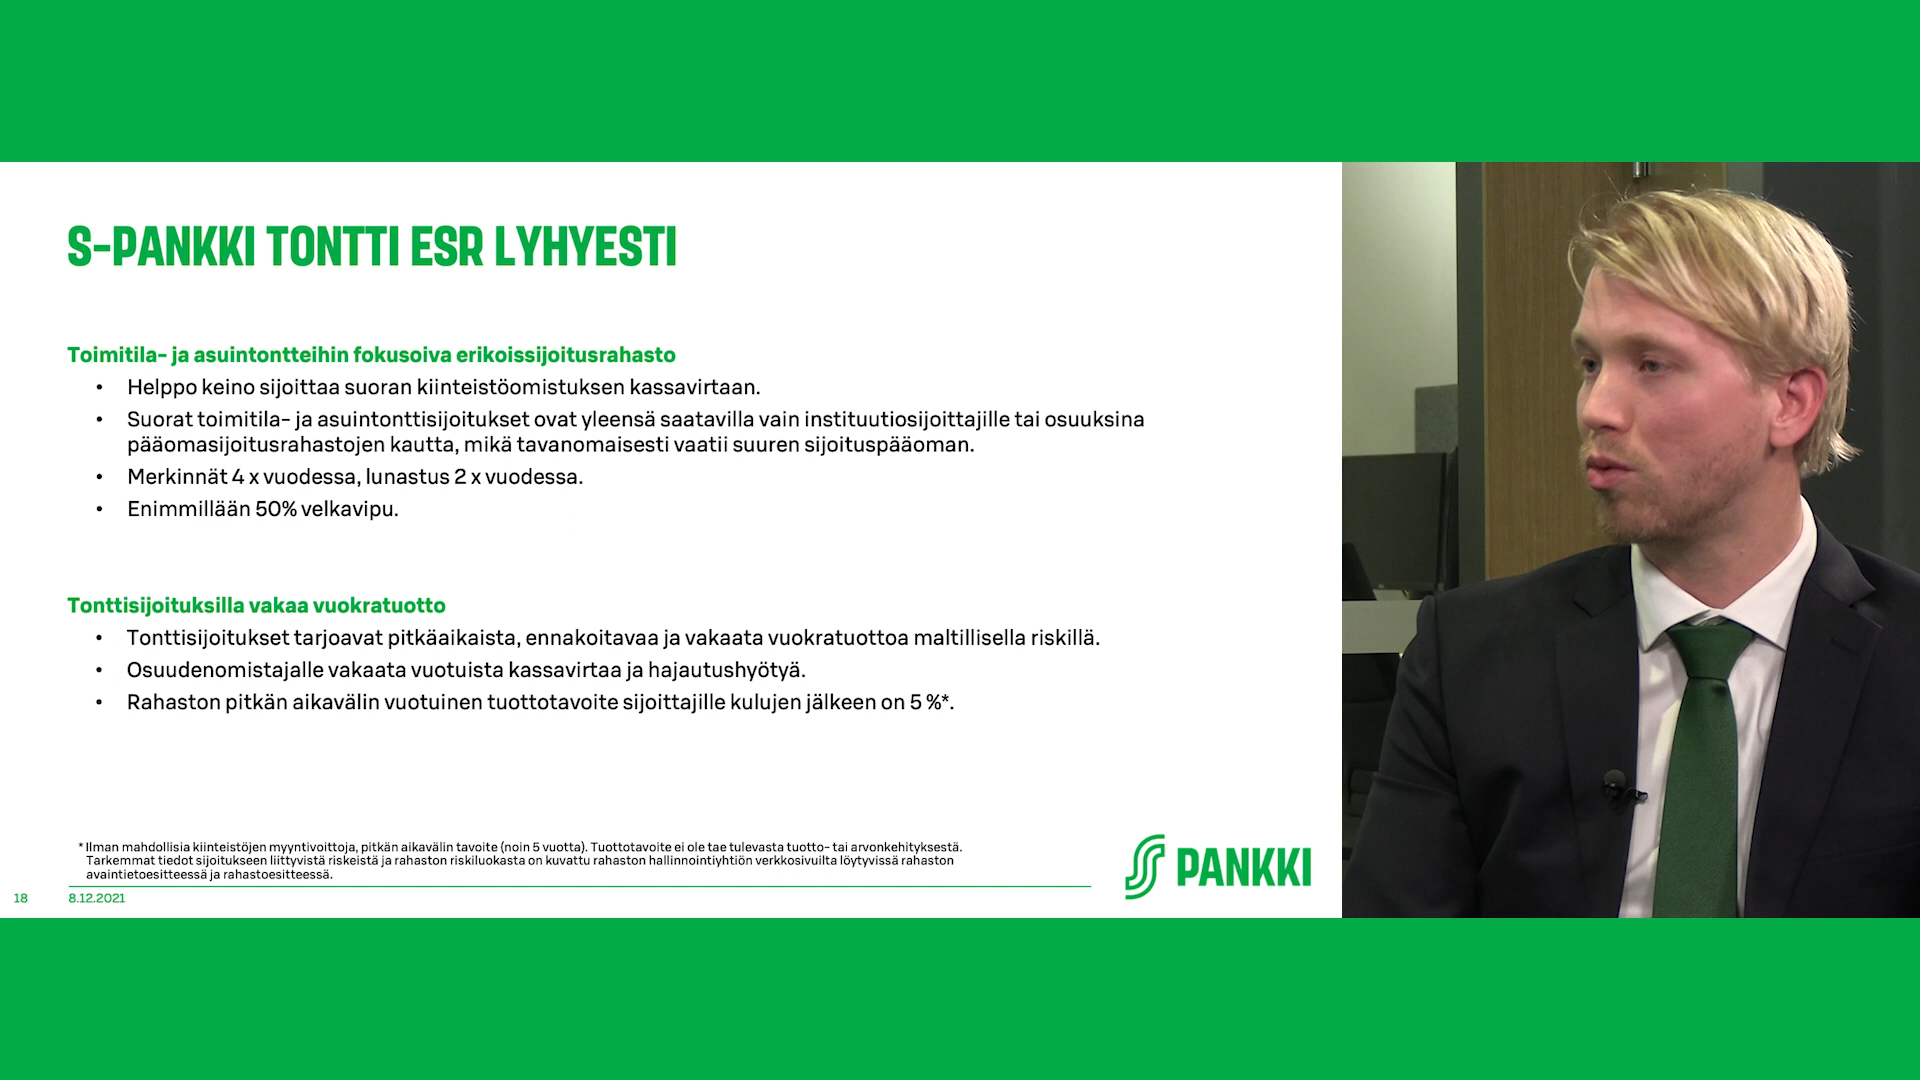 S-PANKKI TONTTI ESR LYHYESTI
Toimitila- ja asuintontteihin fokusoiva erikoissijoitusrahasto
• Helppo keino sijoittaa suoran kiinteistöomistuksen kassavirtaan.
• Suorat toimitila- ja asuintonttisijoitukset ovat yleensä saatavilla vain instituutiosijoittajille tai osuuksina
pääomasijoitusrahastojen kautta, mikä tavanomaisesti vaatii suuren sijoituspääoman.
• Merkinnät 4 x vuodessa, lunastus 2 x vuodessa.
• Enimmillään 50% velkavipu.
Tonttisijoituksilla vakaa vuokratuotto
• Tonttisijoitukset tarjoavat pitkäaikaista, ennakoitavaa ja vakaata vuokratuottoa maltillisella riskillä.
• Osuudenomistajalle vakaata vuotuista kassavirtaa ja hajautushyötyä.
• Rahaston pitkän aikavälin vuotuinen tuottotavoite sijoittajille kulujen jälkeen on 5 %*.
* Ilman mahdollisia kiinteistöjen myyntivoittoja, pitkän aikavälin tavoite (noin 5 vuotta). Tuottotavoite ei ole tae tulevasta tuotto- tai arvonkehityksestä.
Tarkemmat tiedot sijoitukseen liittyvistä riskeistä ja rahaston riskiluokasta on kuvattu rahaston hallinnointiyhtiön verkkosivuilta löytyvissä rahaston
avaintietoesitteessä ja rahastoesitteessä.
S PANKKI
18 8.12.2021